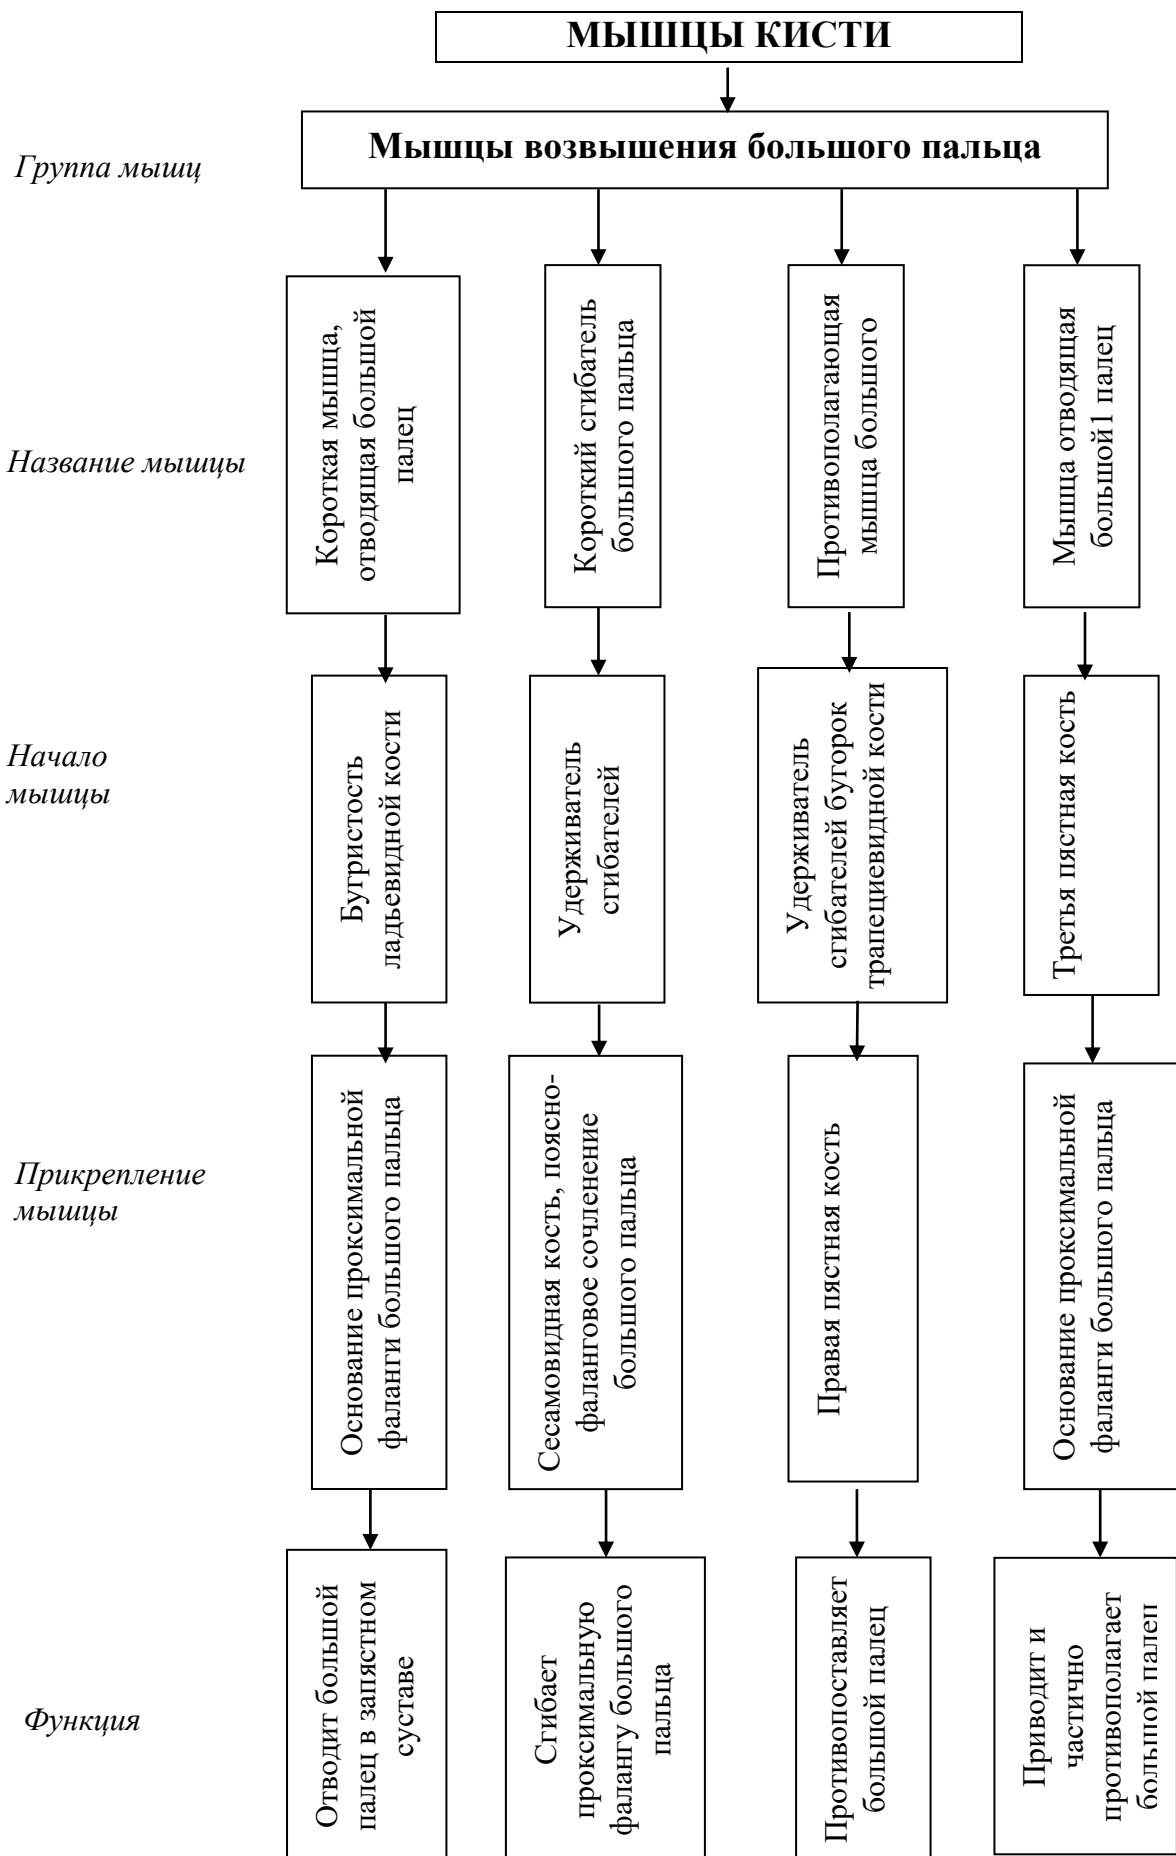 МЫШЦЫ КИСТИ
Группа мышц
Мышцы возвышения большого пальца
Название мышцы
Короткая мышца,
отводящая большой
палец
Короткий сгибатель
большого пальца
Противополагающая
мышца большого
Мышца отводящая
большой1 палец
Начало
мышцы
Бугристость
ладьевидной кости
Удерживатель
сгибателей
Удерживатель
сгибателей бугорок
трапециевидной кости
Третья пястная кость
Прикрепление
мышцы
Основание проксимальной
фаланги большого пальца
Сесамовидная кость, поясно-
фаланговое сочленение
большого пальца
Правая пястная кость
Основание проксимальной
фаланги большого пальца
Функция
Отводит большой
палец в запястном
суставе
Сгибает
проксимальную
фалангу большого
пальца
Противопоставляет
большой палец
Приводит и
частично
противополагает
большой палец